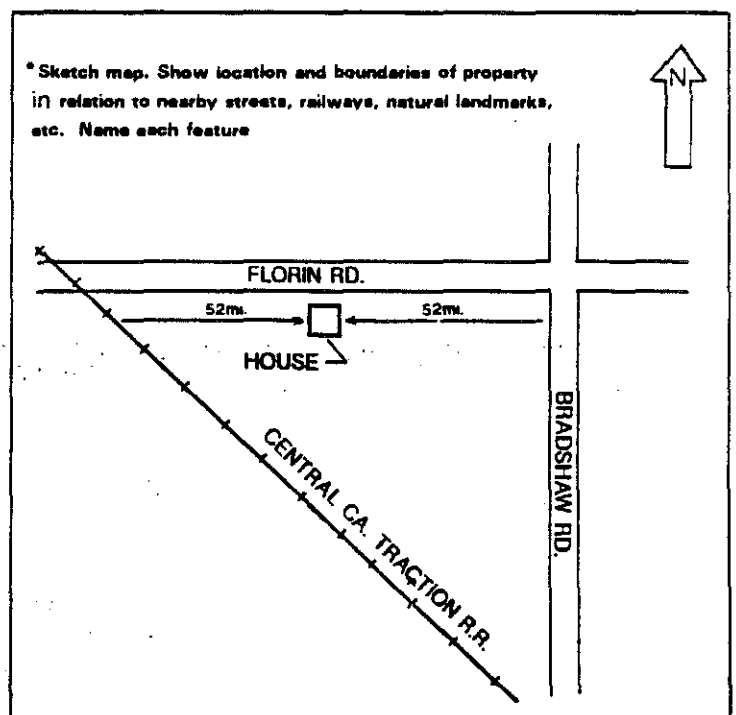 * Sketch map. Show location and boundaries of property
in relation to nearby streets, railways, natural landmarks,
etc. Name each feature
N
FLORIN RD.
52mi. 52mi.
HOUSE
BRADSHAW RD.
CENTRAL CA. TRACTION R.R.